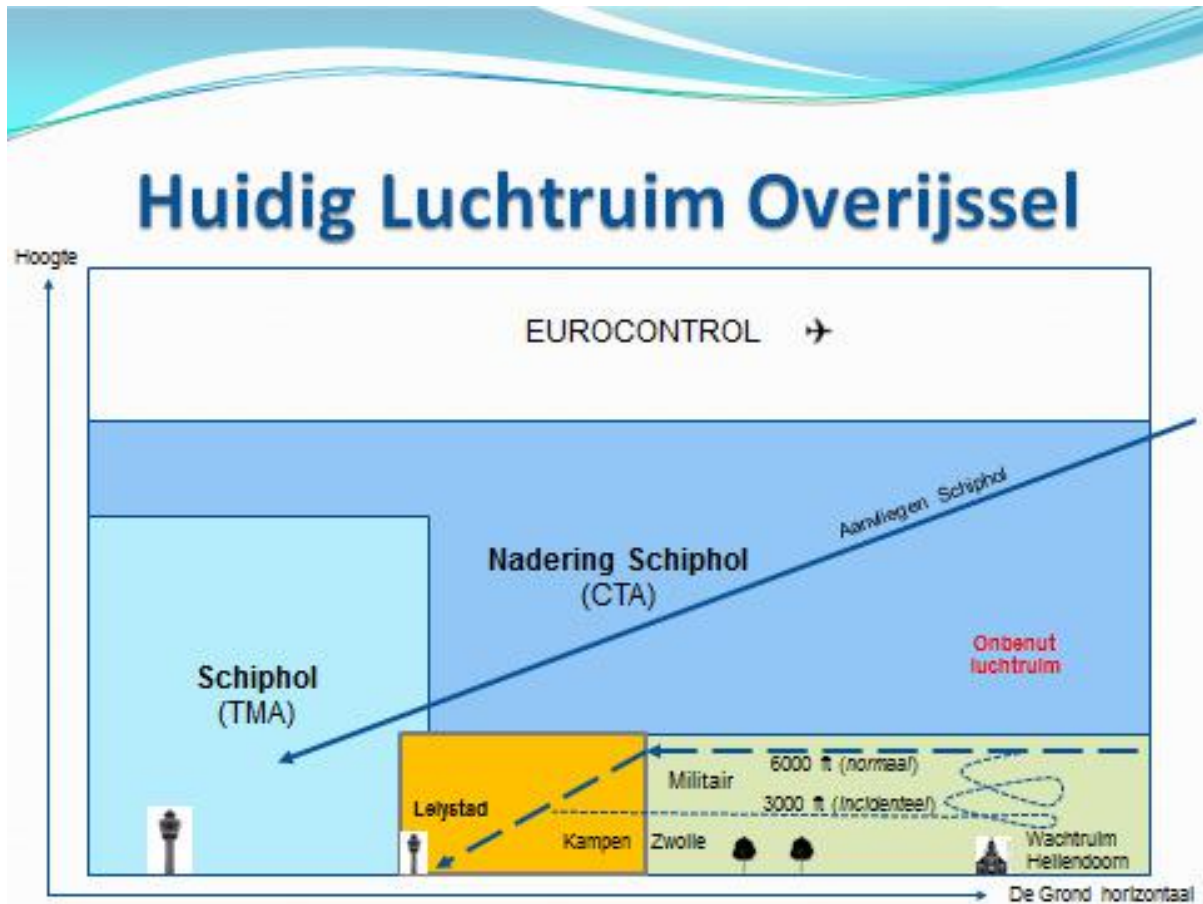 Huidig Luchtruim Overijssel
Hoogte
EUROCONTROL
Aanvliegen Schiphol
Nadering Schiphol
(CTA)
Onbenut
luchtruim
Schiphol
(TMA)
6000 ft (normaal)
Militair
3000 ft (incidenteel)
Lelystad
Kampen
Zwolle
Wachtruim
Hellendoorn
De Grond horizontaal